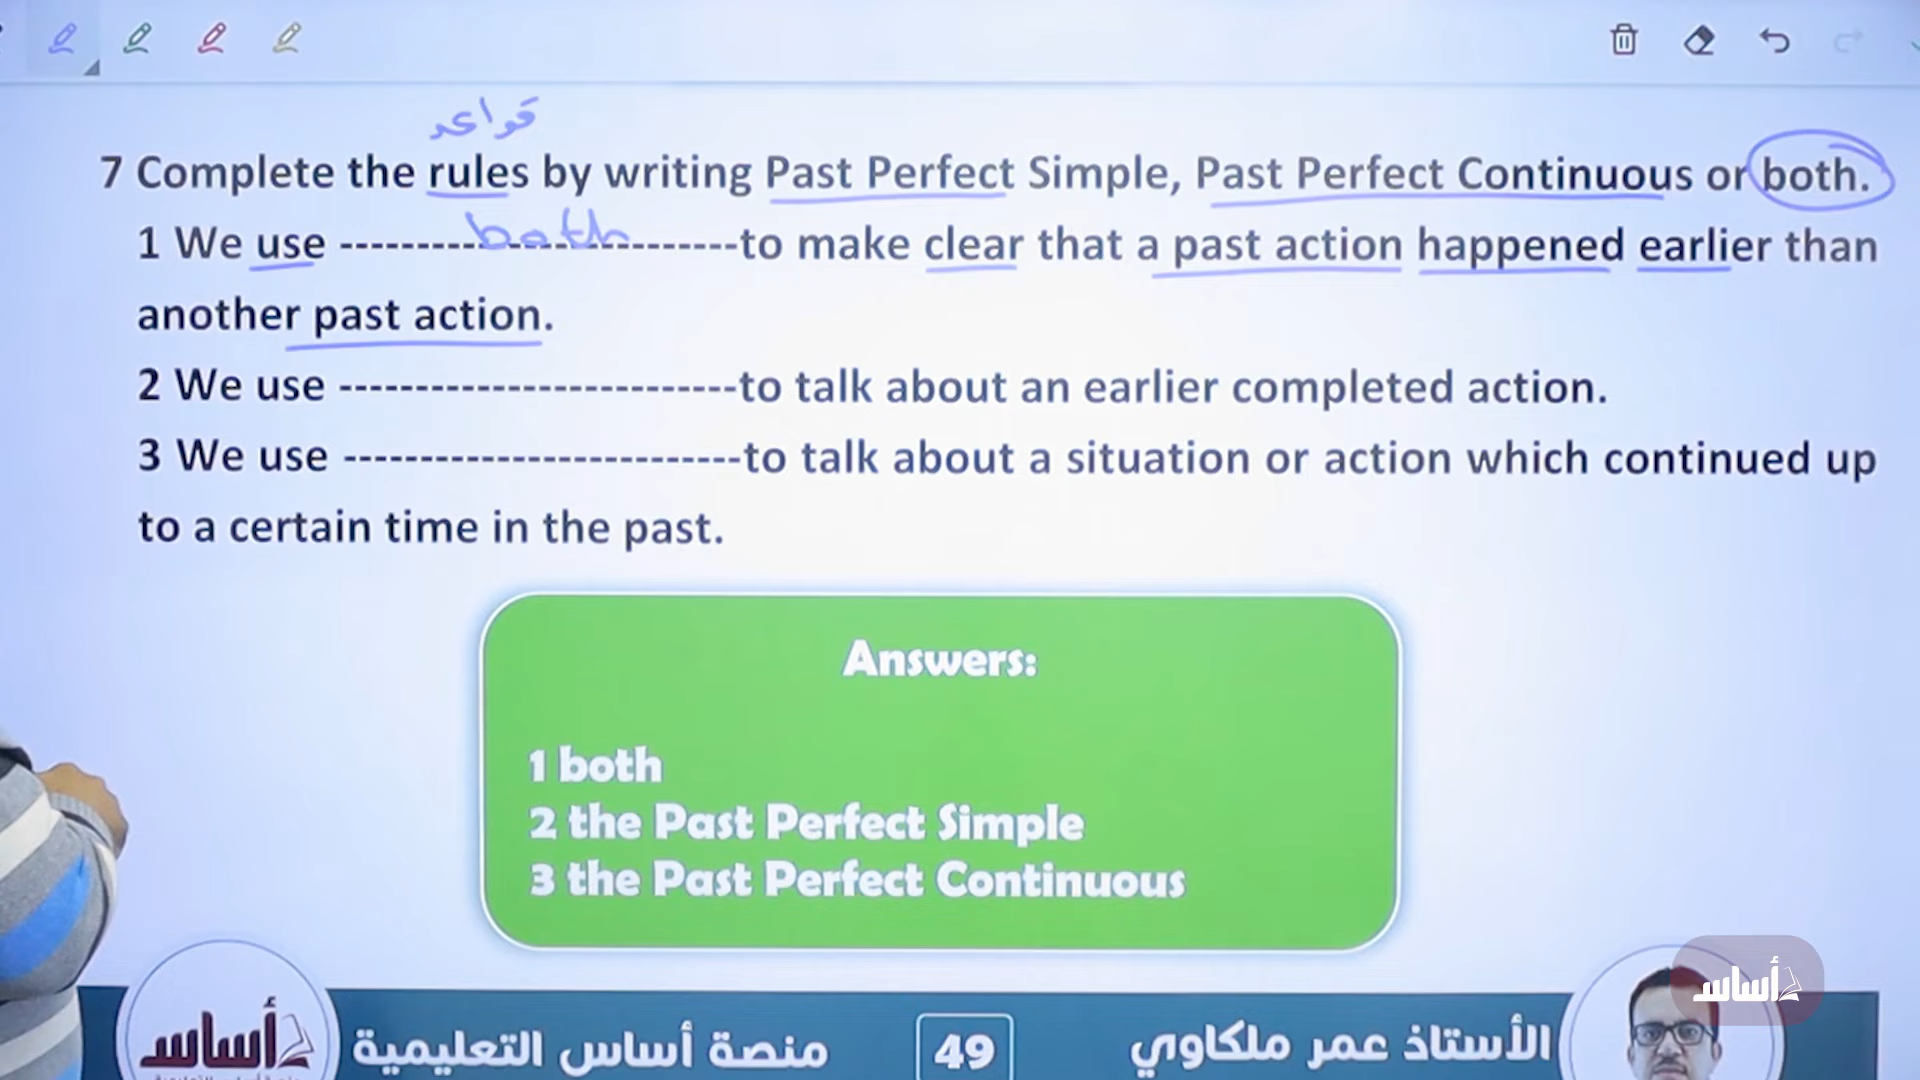 قواعد
7 Complete the rules by writing Past Perfect Simple, Past Perfect Continuous or both.
both
1 We use --------------------------to make clear that a past action happened earlier than
another past action.
2 We use --------------------------to talk about an earlier completed action.
3 We use --------------------------to talk about a situation or action which continued up
to a certain time in the past.
Answers:
1 both
2 the Past Perfect Simple
3 the Past Perfect Continuous
أساس
أساس
منصة أساس التعليمية
49
الأستاذ عمر ملكاوي